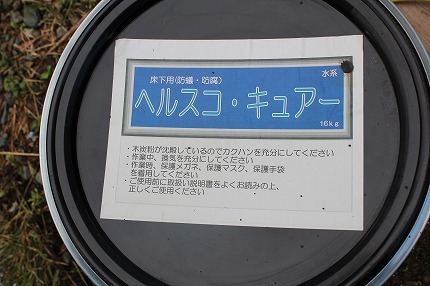 床下用(防蟻・防腐) 水系
ヘルスコ・キュアー
16kg
・木炭粉が沈殿しているのでカクハンを充分にしてください
・作業中、換気を充分にしてください
・作業時、保護メガネ、保護マスク、保護手袋
を着用してください
・ご使用前に取扱い説明書をよくお読みの上、
正しくご使用ください